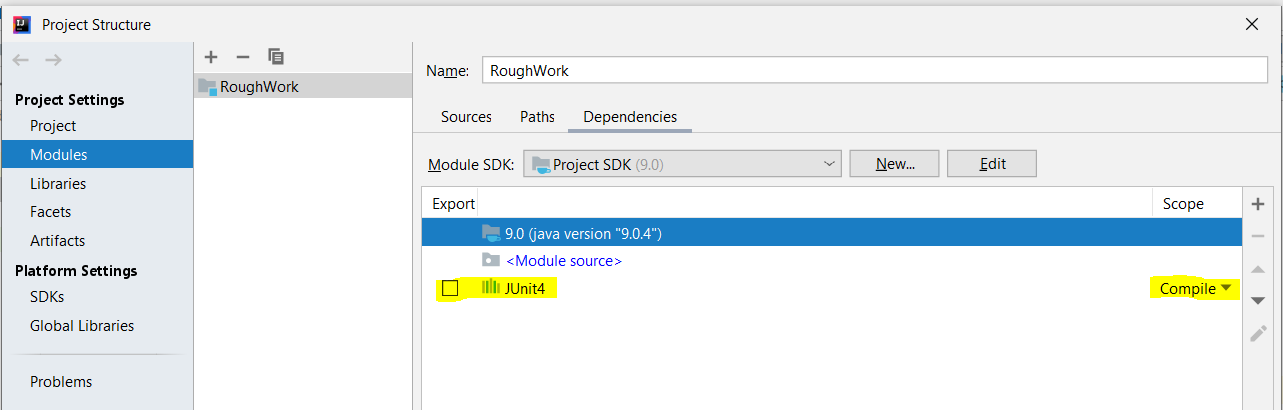 Project Structure
Project Settings
Project
Modules
Libraries
Facets
Artifacts
Platform Settings
SDKs
Global Libraries
Problems
RoughWork
Name: RoughWork
Sources Paths Dependencies
Module SDK: Project SDK (9.0) New... Edit
Export Scope
9.0 (java version "9.0.4")
<Module source>
JUnit4 Compile